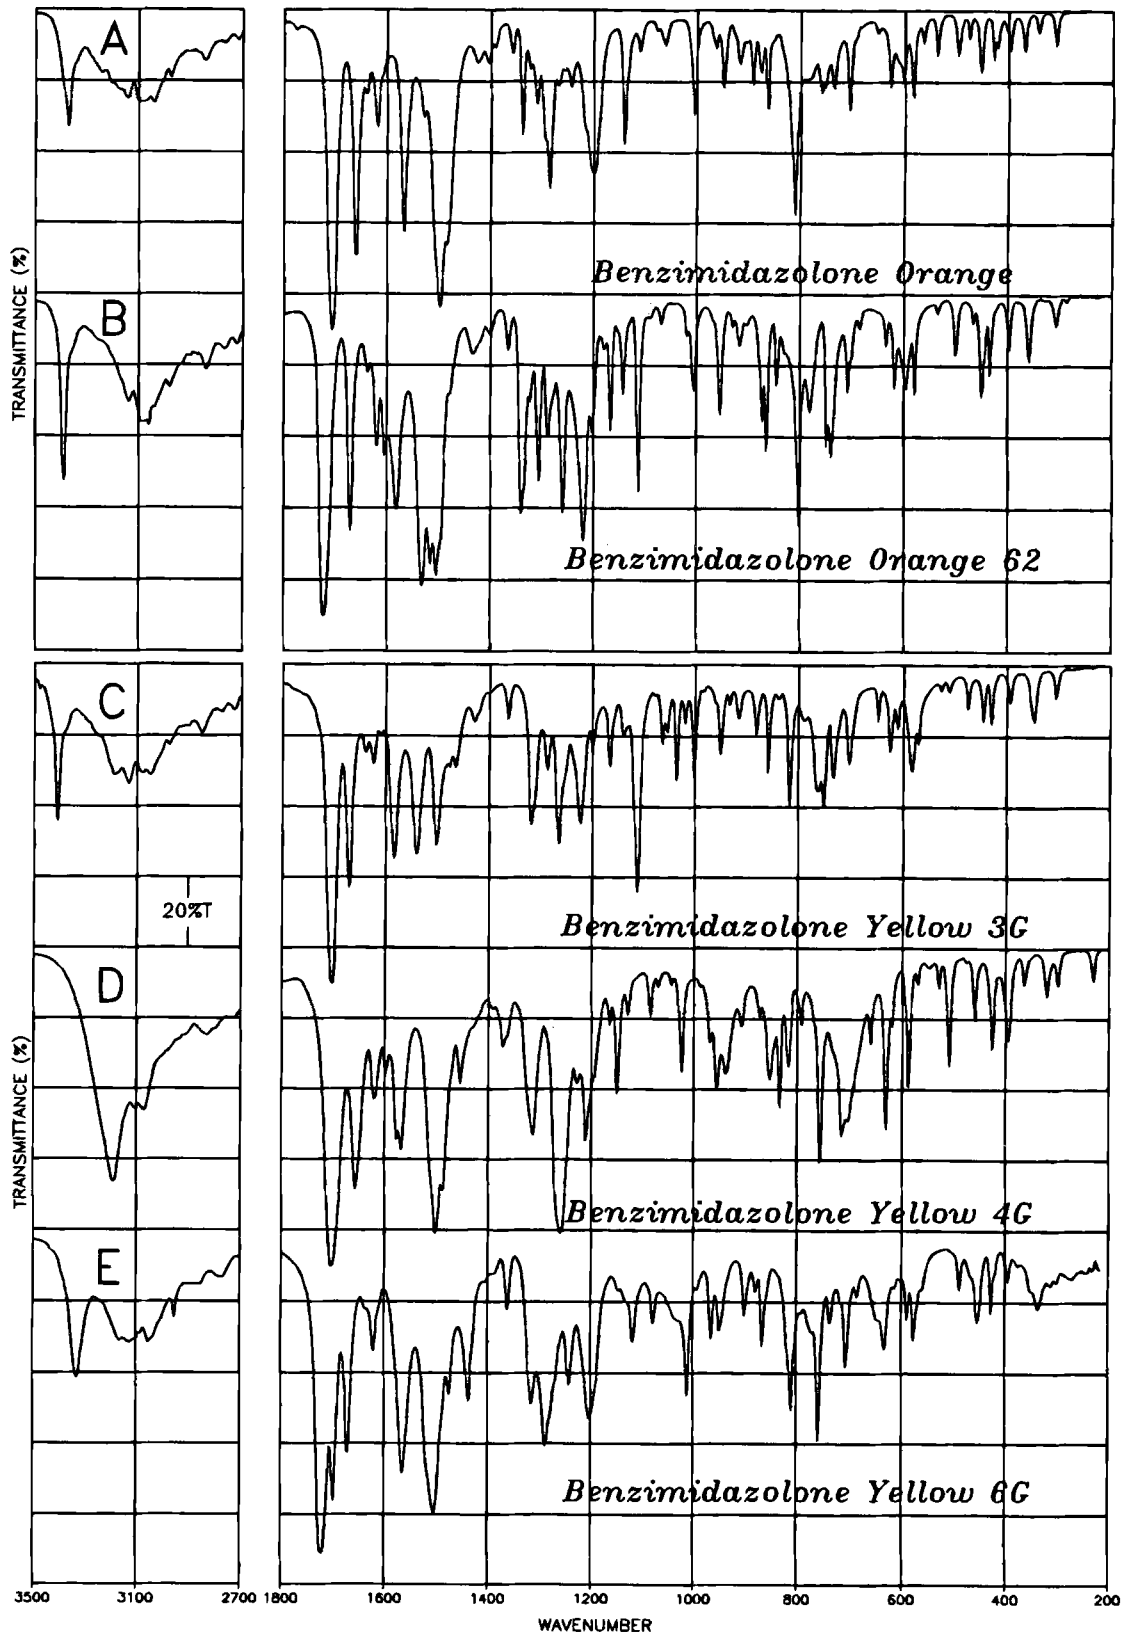 A
Benzimidazolone Orange
B
Benzimidazolone Orange 62
TRANSMITTANCE (%)
C
20%T
Benzimidazolone Yellow 3G
D
Benzimidazolone Yellow 4G
TRANSMITTANCE (%)
E
Benzimidazolone Yellow 6G
3500 3100 2700 1800 1600 1400 1200 1000 800 600 400 200
WAVENUMBER